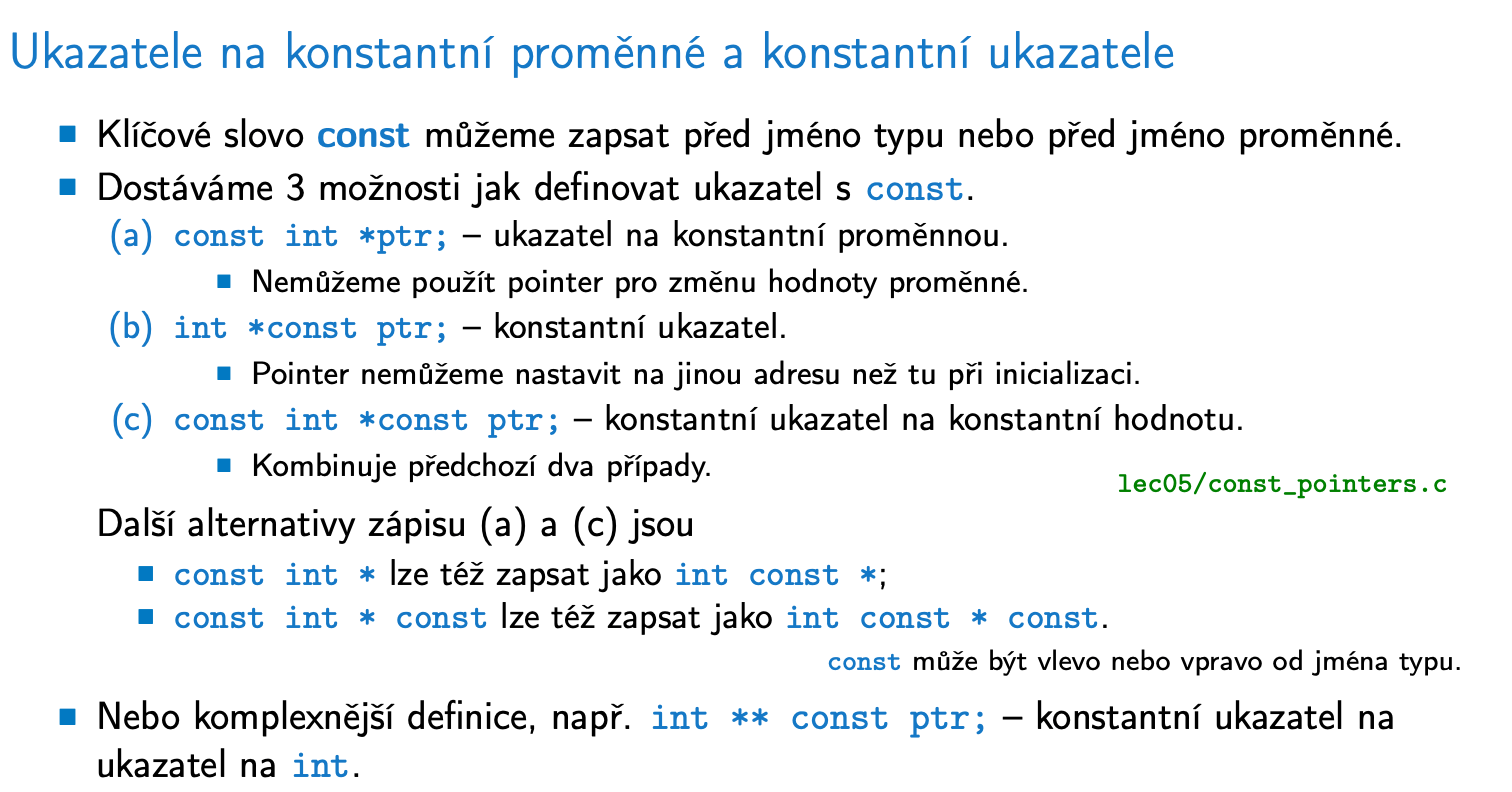 Ukazatele na konstantní proměnné a konstantní ukazatele
Klíčové slovo const můžeme zapsat před jméno typu nebo před jméno proměnné.
Dostáváme 3 možnosti jak definovat ukazatel s const.
(a) const int *ptr; – ukazatel na konstantní proměnnou.
Nemůžeme použít pointer pro změnu hodnoty proměnné.
(b) int *const ptr; – konstantní ukazatel.
Pointer nemůžeme nastavit na jinou adresu než tu při inicializaci.
(c) const int *const ptr; – konstantní ukazatel na konstantní hodnotu.
Kombinuje předchozí dva případy.
lec05/const_pointers.c
Další alternativy zápisu (a) a (c) jsou
const int * lze též zapsat jako int const *;
const int * const lze též zapsat jako int const * const.
const může být vlevo nebo vpravo od jména typu.
Nebo komplexnější definice, např. int ** const ptr; – konstantní ukazatel na
ukazatel na int.